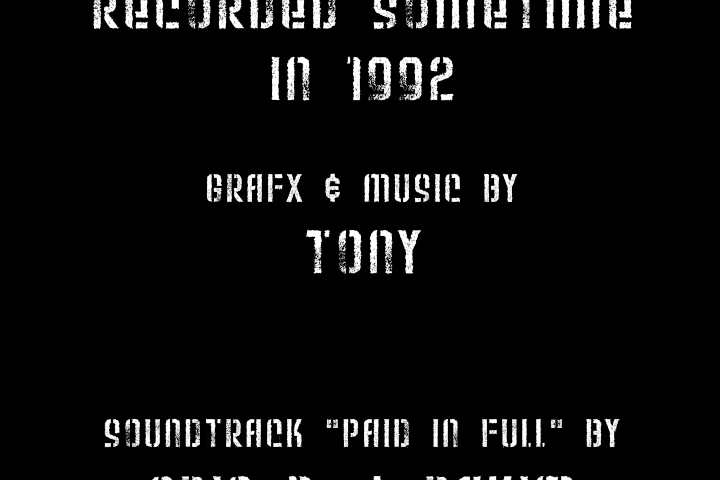 RECORDED SOMETIME
IN 1992
GRAFX & MUSIC BY
TONY
SOUNDTRACK "PAID IN FULL" BY